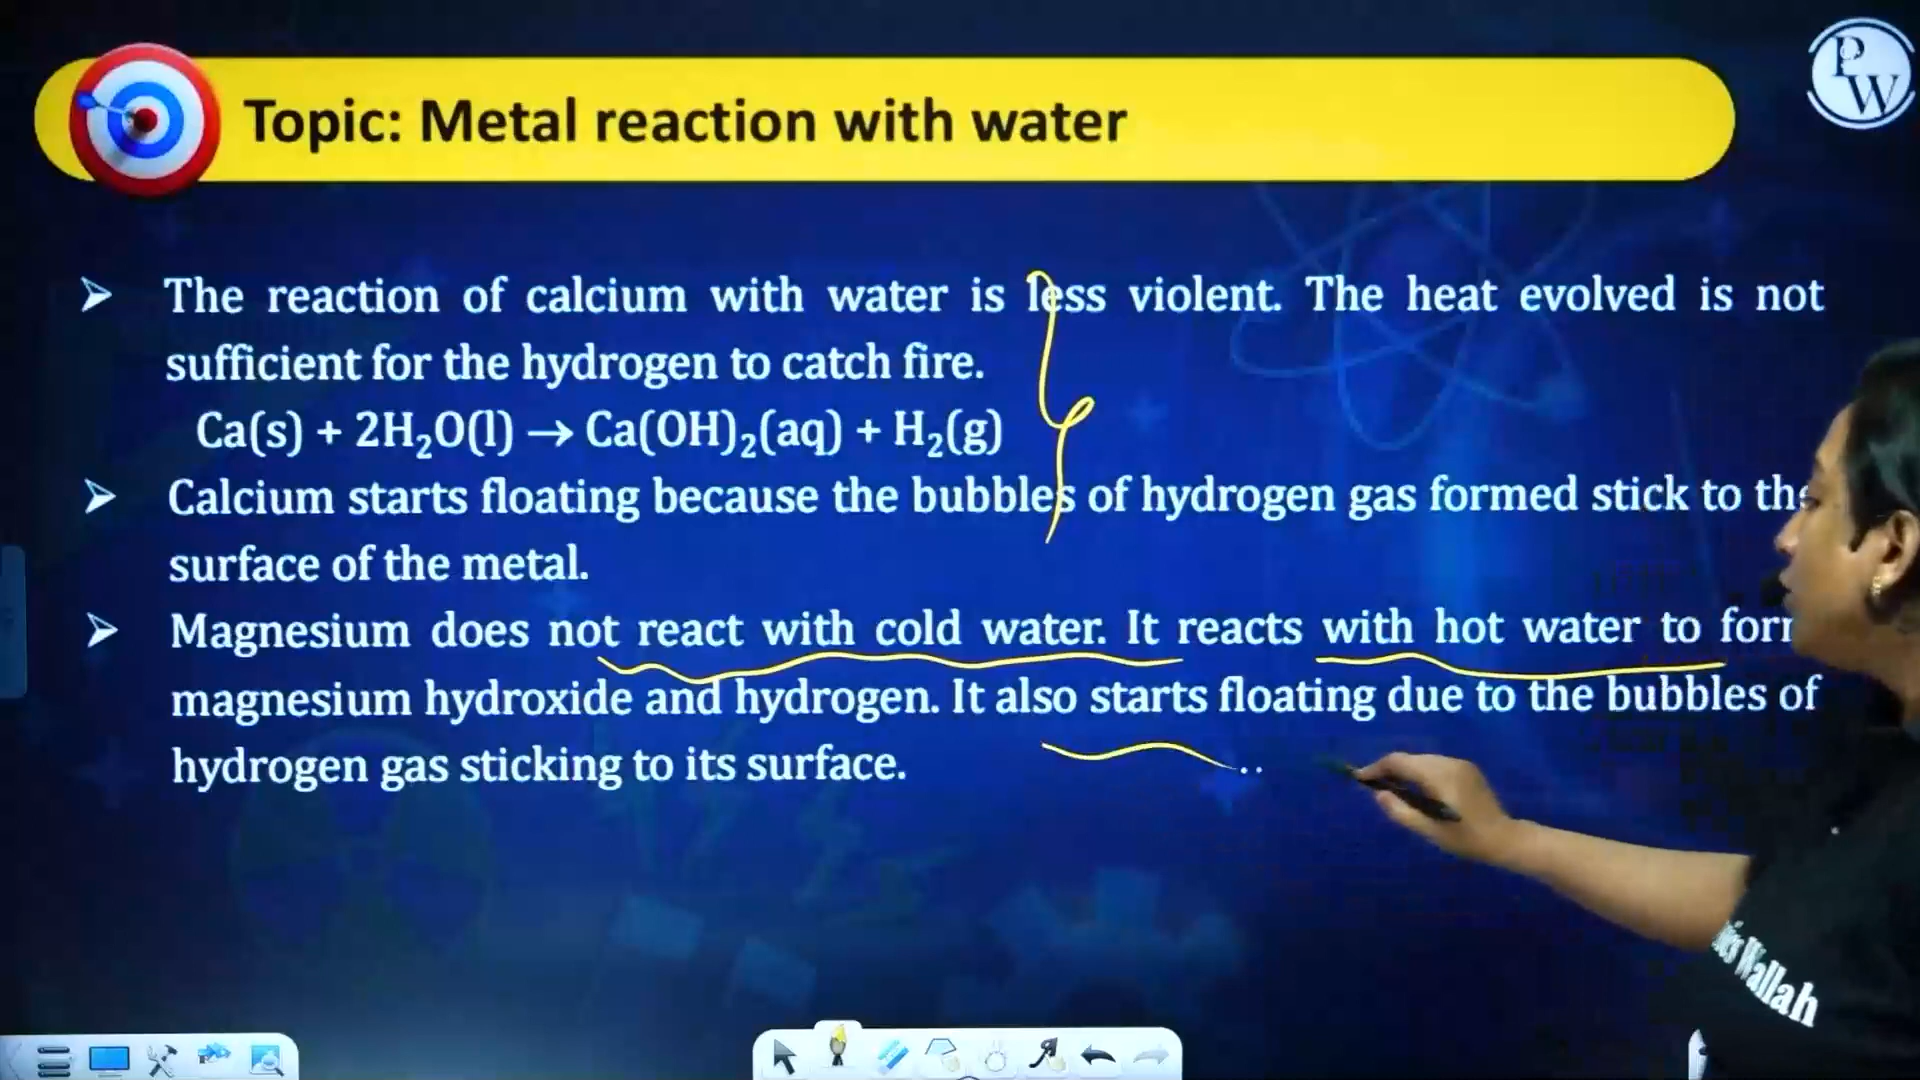 PW
Topic: Metal reaction with water
➤ The reaction of calcium with water is less violent. The heat evolved is not
sufficient for the hydrogen to catch fire.
Ca(s) + 2H₂O(l) → Ca(OH)₂(aq) + H₂(g)
➤ Calcium starts floating because the bubbles of hydrogen gas formed stick to the
surface of the metal.
➤ Magnesium does not react with cold water. It reacts with hot water to
magnesium hydroxide and hydrogen. It also starts floating due to the bubbles of
hydrogen gas sticking to its surface.
Wallah